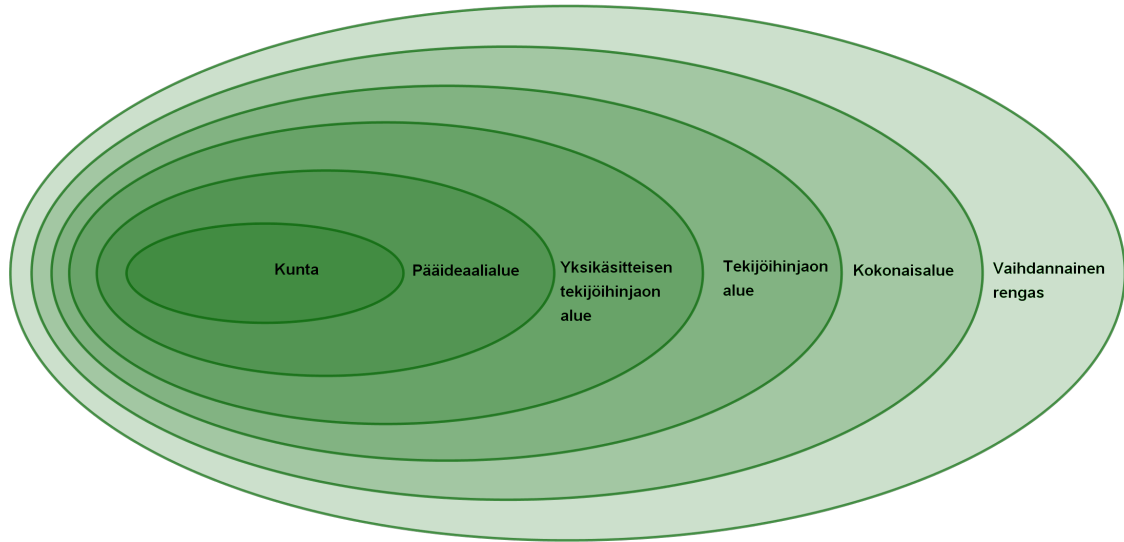 Kunta
Pääideaalialue
Yksikäsitteisen
tekijöihinjaon
alue
Tekijöihinjaon
alue
Kokonaisalue
Vaihdannainen
rengas